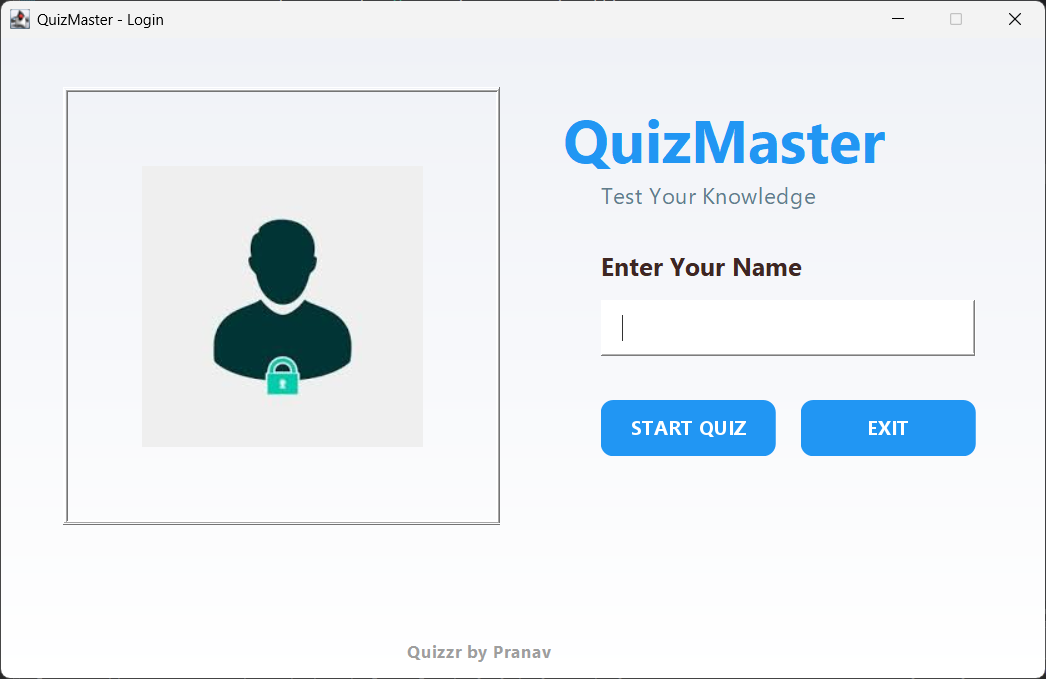 QuizMaster - Login
QuizMaster
Test Your Knowledge
Enter Your Name
START QUIZ
EXIT
Quizzr by Pranav